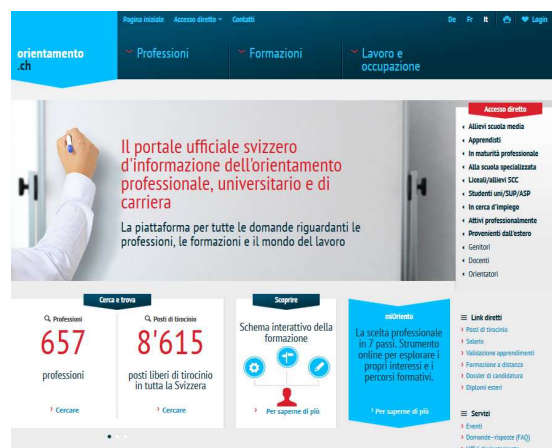 Pagina iniziale Accesso diretto Contatti
De Fr It Login
orientamento
.ch
Professioni
Formazioni
Lavoro e
occupazione
Il portale ufficiale svizzero
d'informazione dell'orientamento
professionale, universitario e di
carriera
La piattaforma per tutte le domande riguardanti le
professioni, le formazioni e il mondo del lavoro
Accesso diretto
Allievi scuola media
Apprendisti
In maturità professionale
Alla scuola specializzata
Liceali/allievi SCC
Studenti uni/SUP/ASP
In cerca d'impiego
Attivi professionalmente
Provenienti dall'estero
Genitori
Docenti
Orientatori
Cerca e trova
Professioni
657
professioni
Cercare
Posti di tirocinio
8'615
posti liberi di tirocinio
in tutta la Svizzera
Cercare
Scoprire
Schema interattivo della
formazione
Per saperne di più
miOriento
La scelta professionale
in 7 passi. Strumento
online per esplorare i
propri interessi e i
percorsi formativi.
Per saperne di più
Link diretti
Posti di tirocinio
Salario
Validazione apprendimenti
Formazione a distanza
Dossier di candidatura
Diplomi esteri
Servizi
Eventi
Domande-risposte (FAQ)